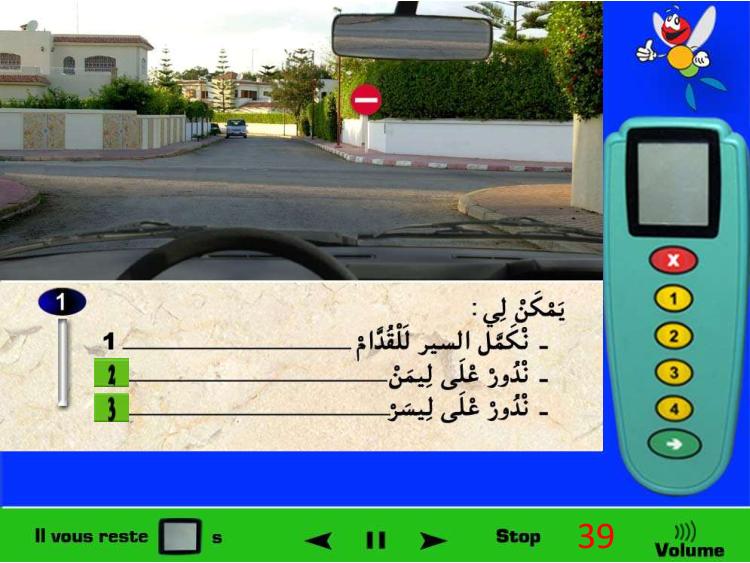 1
يَمْكَنْ لِي :
ـ نْكَمَّل السير لَلْقُدَّامْ 1
ـ نْدُورْ عْلَى لِيمَنْ 2
ـ نْدُورْ عْلَى لِيسَرْ 3
X
1
2
3
4
Il vous reste s
Stop
39
Volume